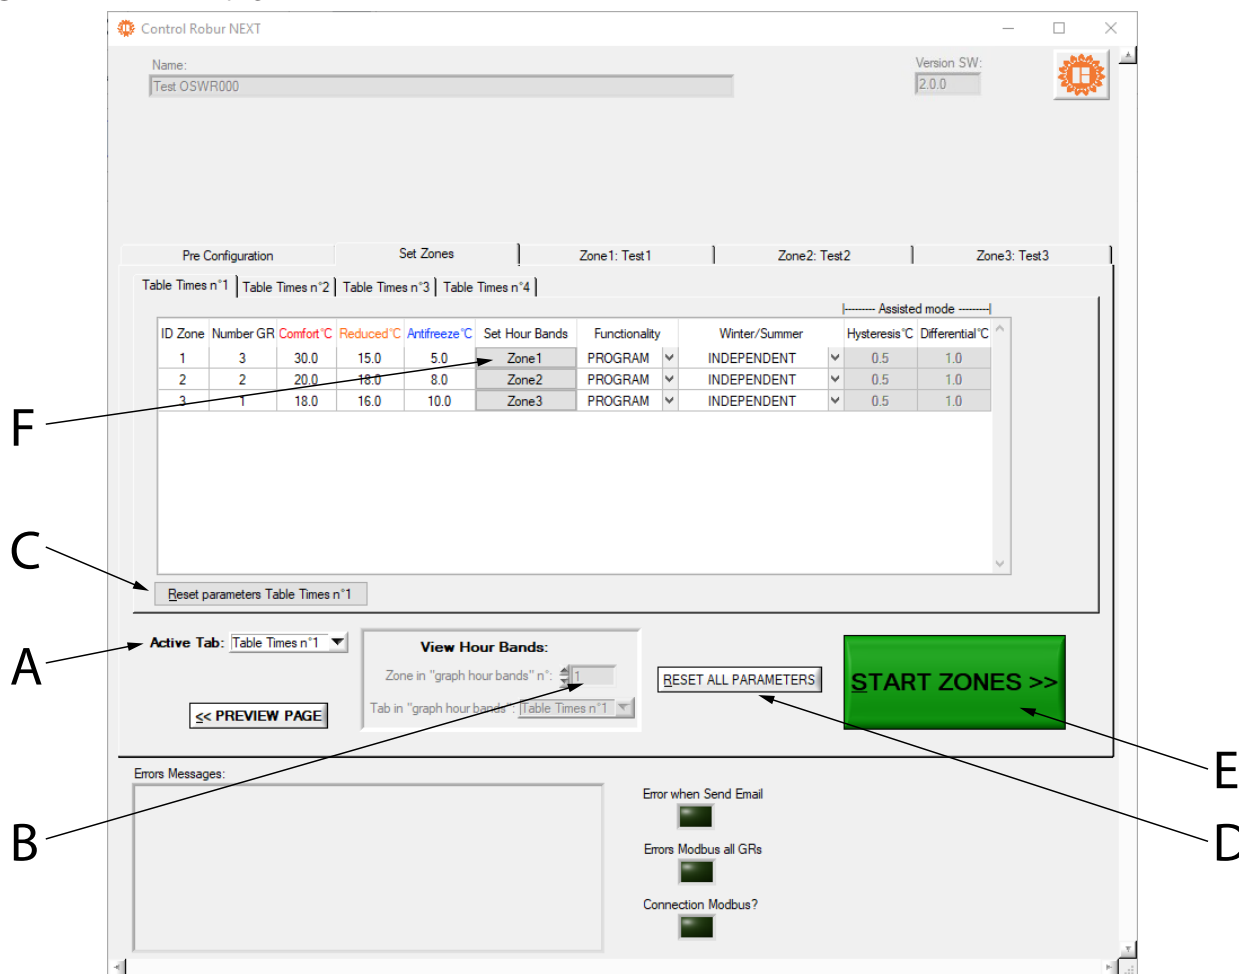 Control Robur NEXT
Name:
Version SW:
Test OSWR000
2.0.0
Pre Configuration
Set Zones
Zone1: Test1
Zone2: Test2
Zone3: Test3
Table Times n°1
Table Times n°2
Table Times n°3
Table Times n°4
|--------- Assisted mode ---------|
ID Zone Number GR Comfort°C Reduced°C Antifreeze°C Set Hour Bands Functionality Winter/Summer Hysteresis°C Differential°C
1 3 30.0 15.0 5.0 Zone1 PROGRAM INDEPENDENT 0.5 1.0
2 2 20.0 18.0 8.0 Zone2 PROGRAM INDEPENDENT 0.5 1.0
3 1 18.0 16.0 10.0 Zone3 PROGRAM INDEPENDENT 0.5 1.0
F
C
Reset parameters Table Times n°1
Active Tab: Table Times n°1
View Hour Bands:
A
Zone in "graph hour bands" n°: 1
RESET ALL PARAMETERS
START ZONES >>
Tab in "graph hour bands": Table Times n°1
<< PREVIEW PAGE
E
Errors Messages:
Error when Send Email
B
D
Errors Modbus all GRs
Connection Modbus?